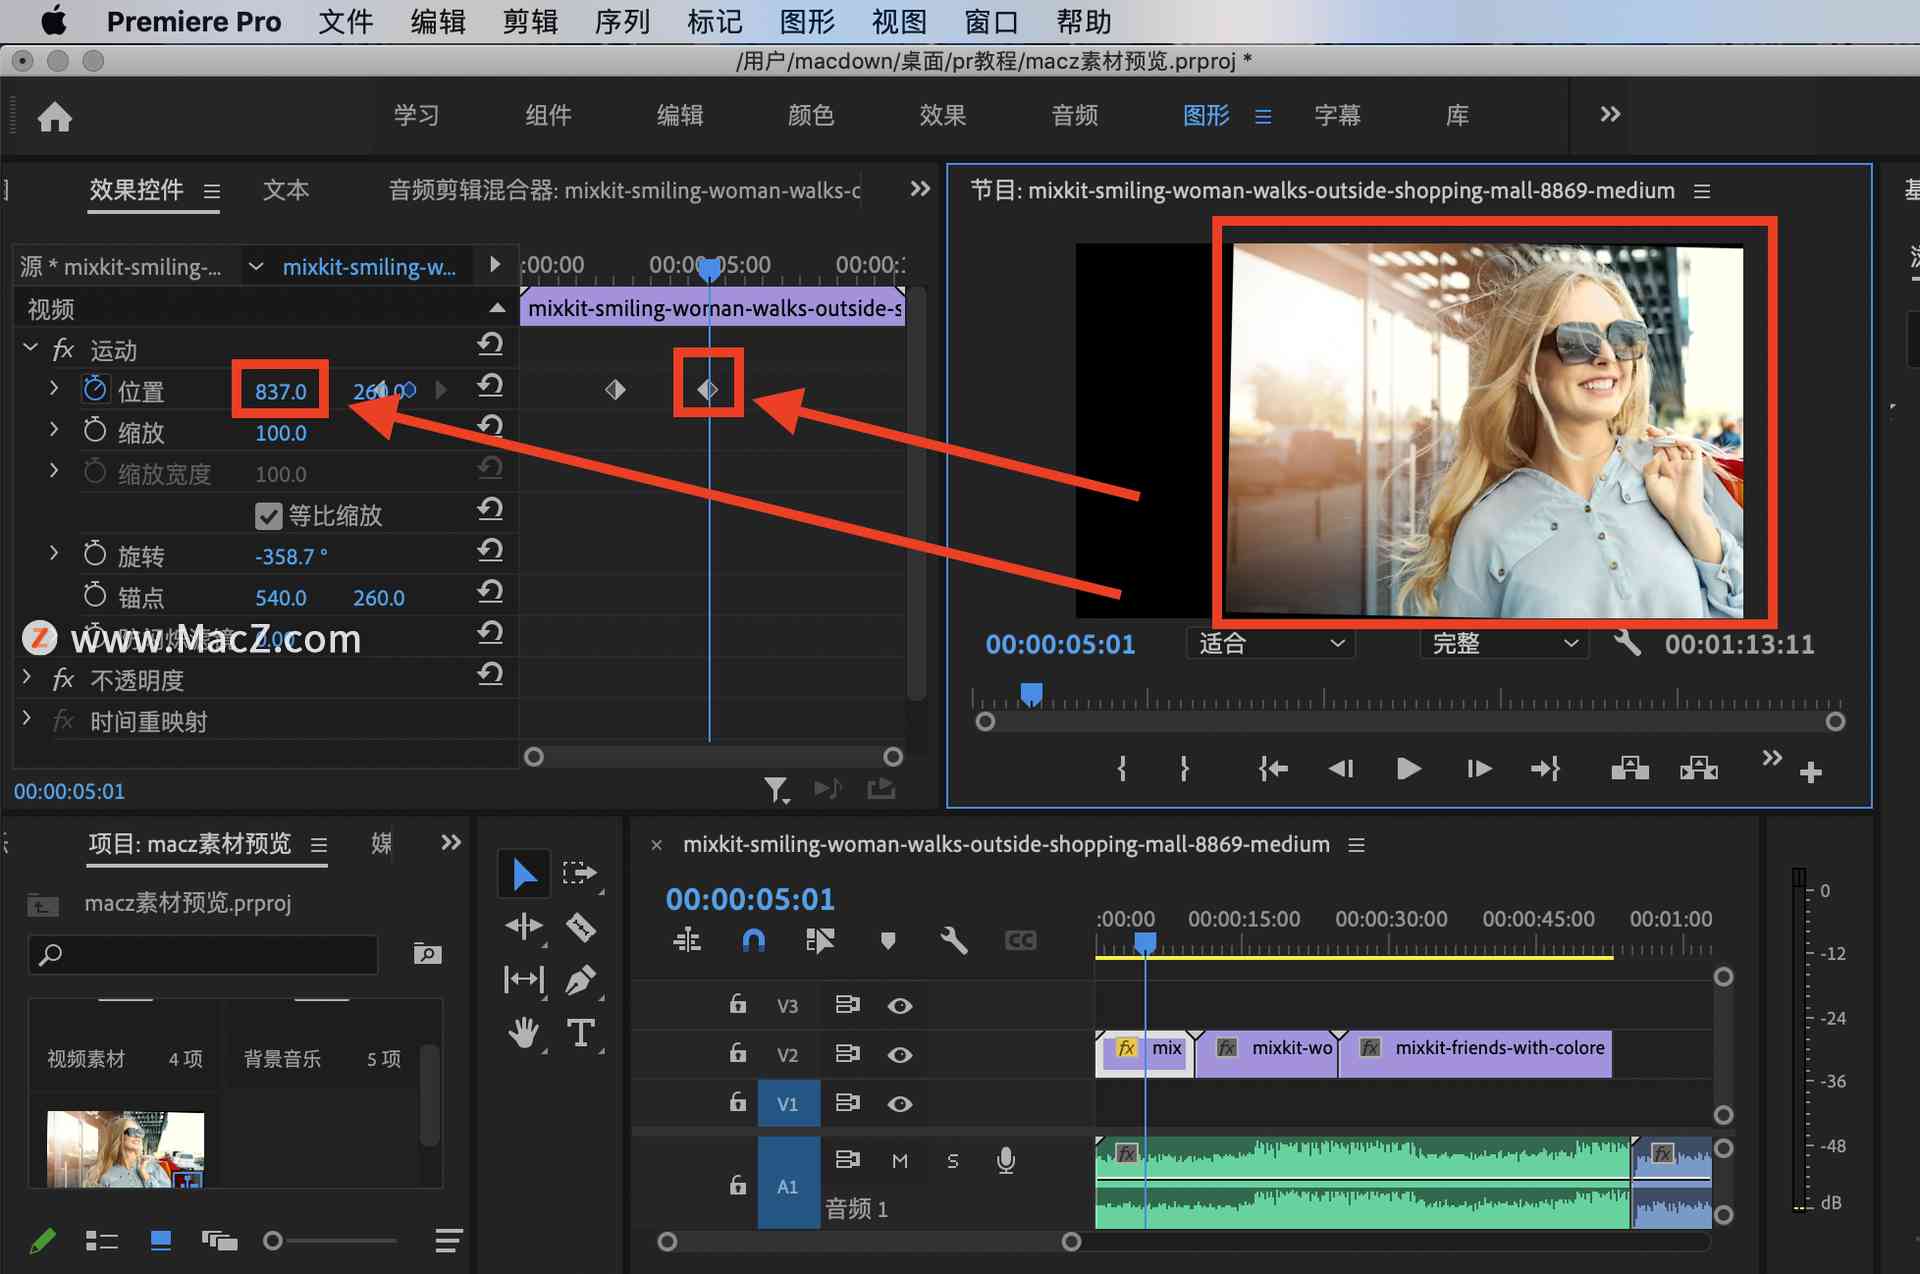 Premiere Pro 文件 编辑 剪辑 序列 标记 图形 视图 窗口 帮助
/用户/macdown/桌面/pr教程/macz素材预览.prproj *
学习 组件 编辑 颜色 效果 音频 图形 字幕 库
效果控件 文本 音频剪辑混合器: mixkit-smiling-woman-walks-c
节目: mixkit-smiling-woman-walks-outside-shopping-mall-8869-medium
源 * mixkit-smiling-... mixkit-smiling-w... :00:00 00:00:05:00 00:00:1
视频 mixkit-smiling-woman-walks-outside-s
fx 运动
位置 837.0 260.0
缩放 100.0
缩放宽度 100.0
等比缩放
旋转 -358.7 °
锚点 540.0 260.0
防闪烁滤镜 0.00
Z www.MacZ.com
fx 不透明度
fx 时间重映射
00:00:05:01
00:00:05:01 适合 完整 00:01:13:11
项目: macz素材预览 媒
macz素材预览.prproj
视频素材 4 项 背景音乐 5 项
mixkit-smiling-woman-walks-outside-shopping-mall-8869-medium
00:00:05:01
:00:00 00:00:15:00 00:00:30:00 00:00:45:00 00:01:00
V3
V2 fx mix fx mixkit-wo fx mixkit-friends-with-colore
V1
A1 M S fx fx
音频 1
0
-12
-24
-36
-48
dB